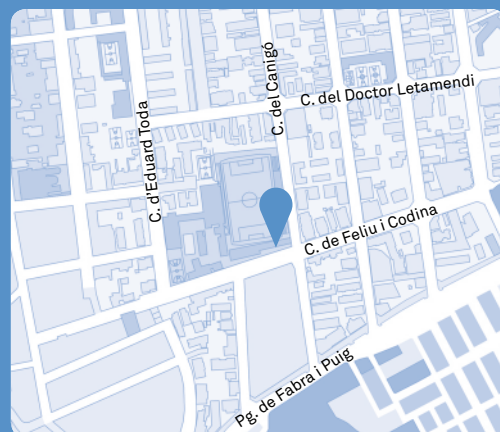 C. del Canigó
C. del Doctor Letamendi
C. d'Eduard Toda
C. de Feliu i Codina
Pg. de Fabra i Puig